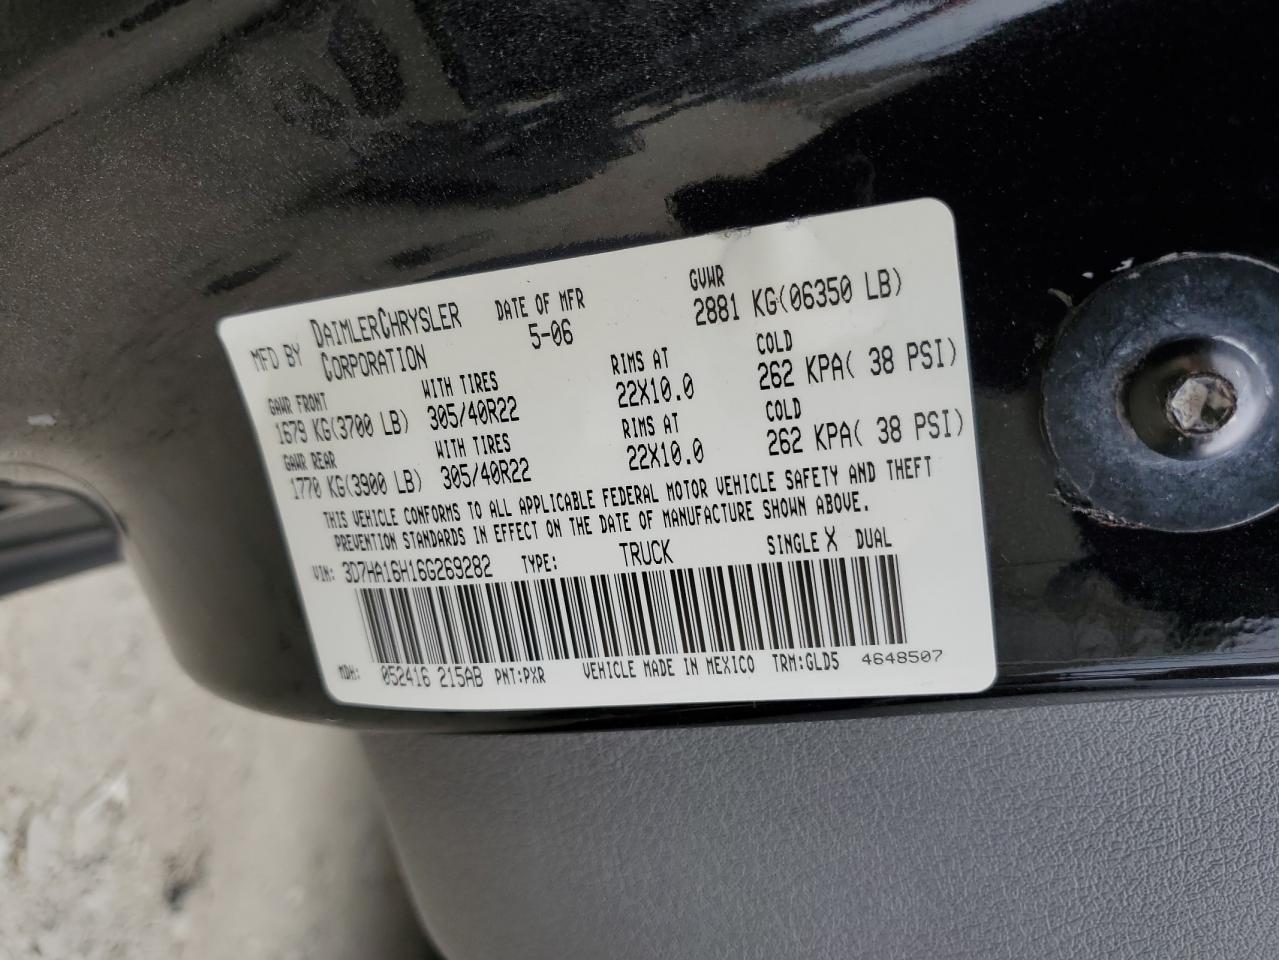 MFD BY DAIMLERCHRYSLER CORPORATION DATE OF MFR 5-06 GVWR 2881 KG(06350 LB)
GAWR FRONT WITH TIRES RIMS AT COLD
1679 KG(3700 LB) 305/40R22 22X10.0 262 KPA( 38 PSI)
GAWR REAR WITH TIRES RIMS AT COLD
1770 KG(3900 LB) 305/40R22 22X10.0 262 KPA( 38 PSI)
THIS VEHICLE CONFORMS TO ALL APPLICABLE FEDERAL MOTOR VEHICLE SAFETY AND THEFT
PREVENTION STANDARDS IN EFFECT ON THE DATE OF MANUFACTURE SHOWN ABOVE.
VIN: 3D7HA16H16G269282 TYPE: TRUCK SINGLE X DUAL
MDH: 052416 215AB PNT:PXR VEHICLE MADE IN MEXICO TRM:GLD5 4648507